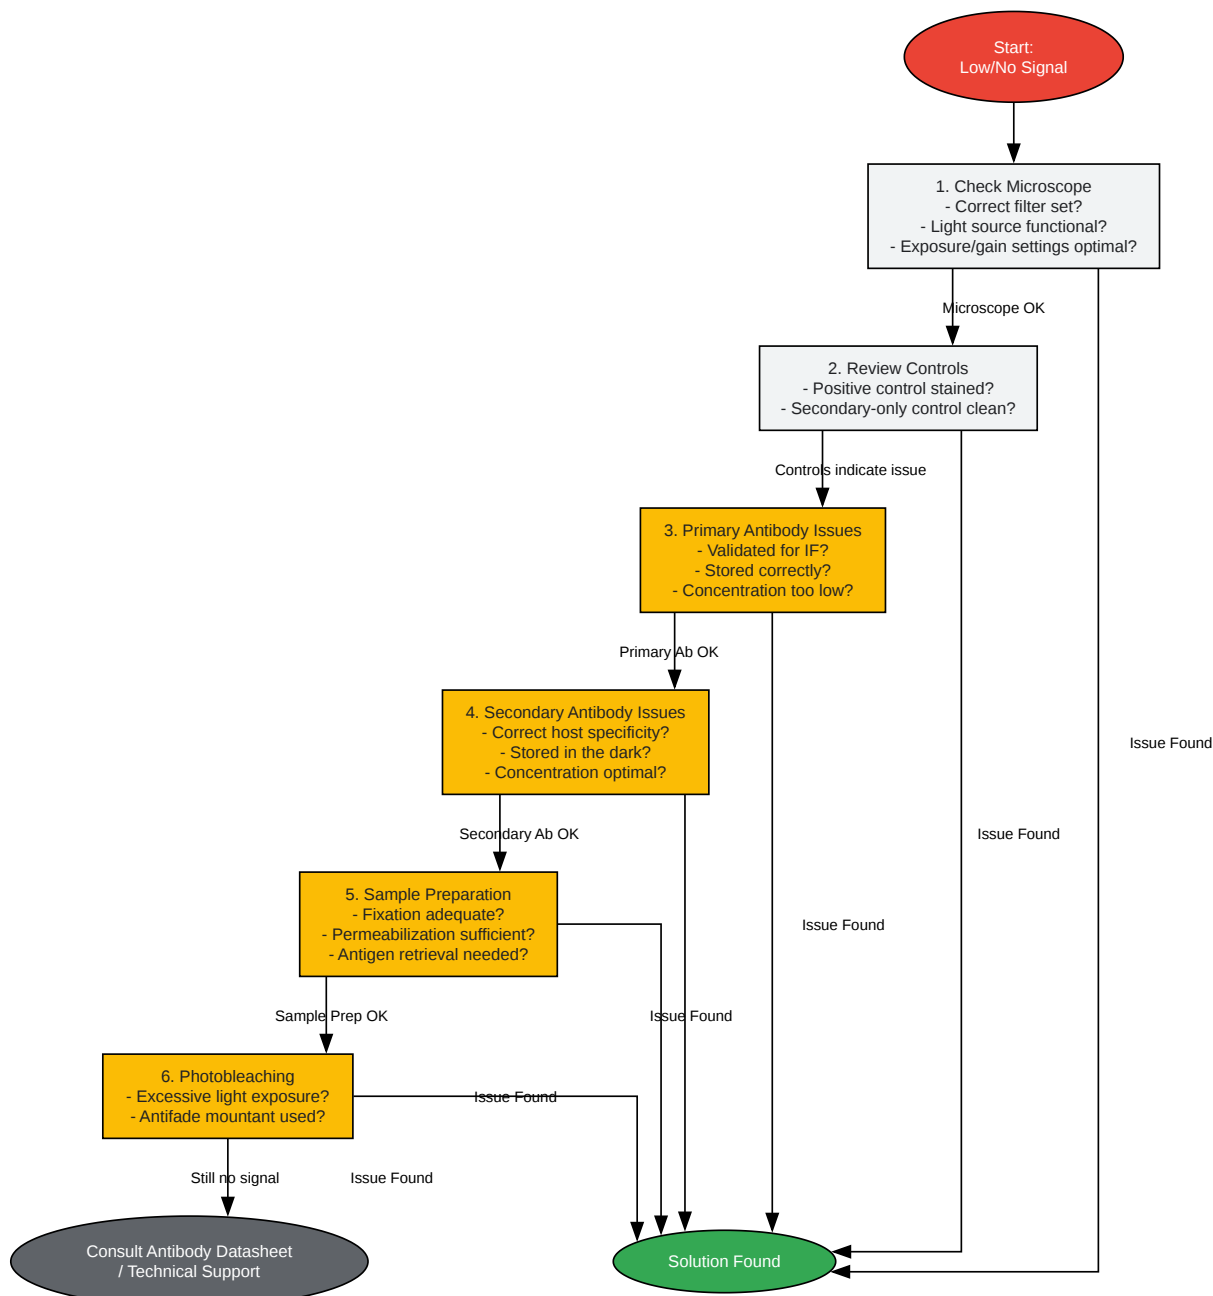 Start:
Low/No Signal
1. Check Microscope
- Correct filter set?
- Light source functional?
- Exposure/gain settings optimal?
Microscope OK
2. Review Controls
- Positive control stained?
- Secondary-only control clean?
Controls indicate issue
3. Primary Antibody Issues
- Validated for IF?
- Stored correctly?
- Concentration too low?
Primary Ab OK
4. Secondary Antibody Issues
- Correct host specificity?
- Stored in the dark?
- Concentration optimal?
Issue Found
Secondary Ab OK
Issue Found
5. Sample Preparation
- Fixation adequate?
- Permeabilization sufficient?
- Antigen retrieval needed?
Issue Found
Sample Prep OK
Issue Found
6. Photobleaching
- Excessive light exposure?
- Antifade mountant used?
Issue Found
Still no signal
Issue Found
Consult Antibody Datasheet
/ Technical Support
Solution Found